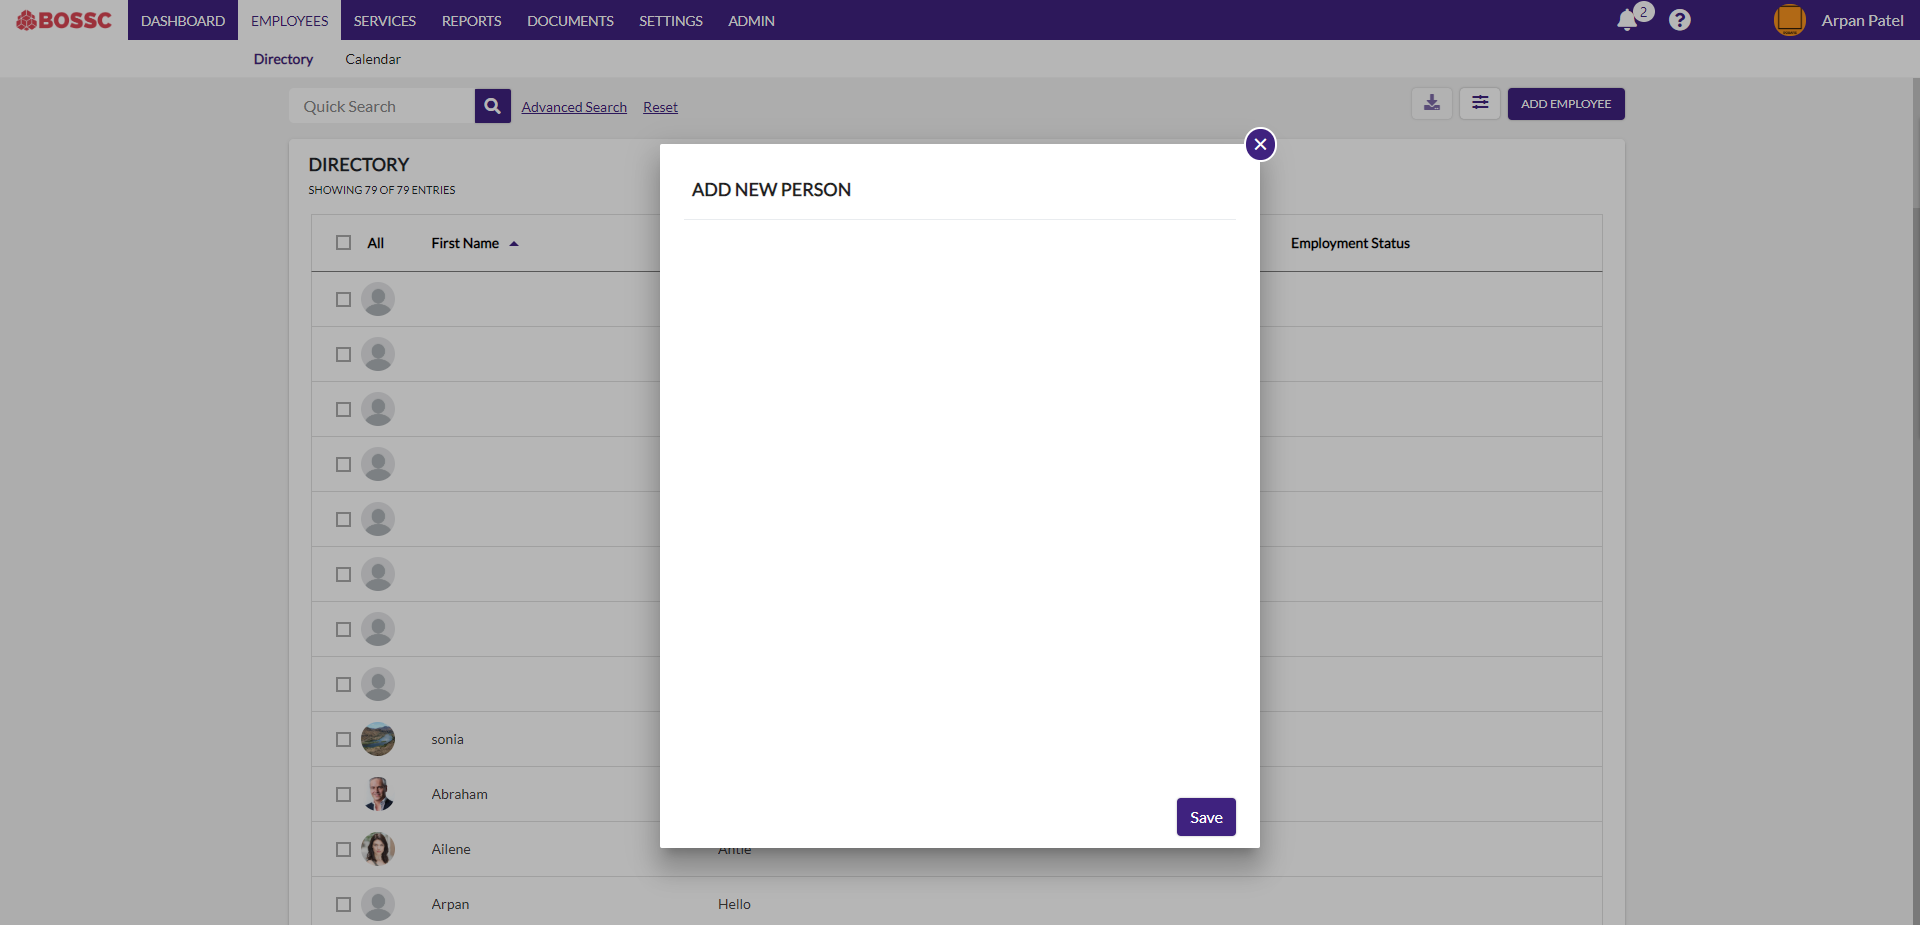 BOSSC DASHBOARD EMPLOYEES SERVICES REPORTS DOCUMENTS SETTINGS ADMIN 2 ? Arpan Patel
Directory Calendar
Quick Search Advanced Search Reset ADD EMPLOYEE
DIRECTORY
SHOWING 79 OF 79 ENTRIES
ADD NEW PERSON
All First Name Employment Status
sonia
Abraham
Save
Ailene Antle
Arpan Hello